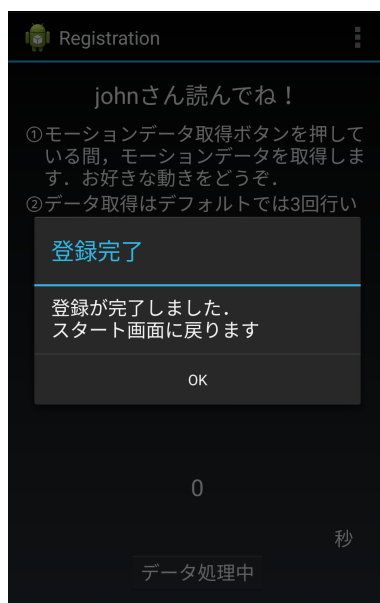 Registration
johnさん読んでね！
①モーションデータ取得ボタンを押して
いる間，モーションデータを取得しま
す．お好きな動きをどうぞ．
②データ取得はデフォルトでは3回行い
登録完了
登録が完了しました．
スタート画面に戻ります
OK
0
秒
データ処理中